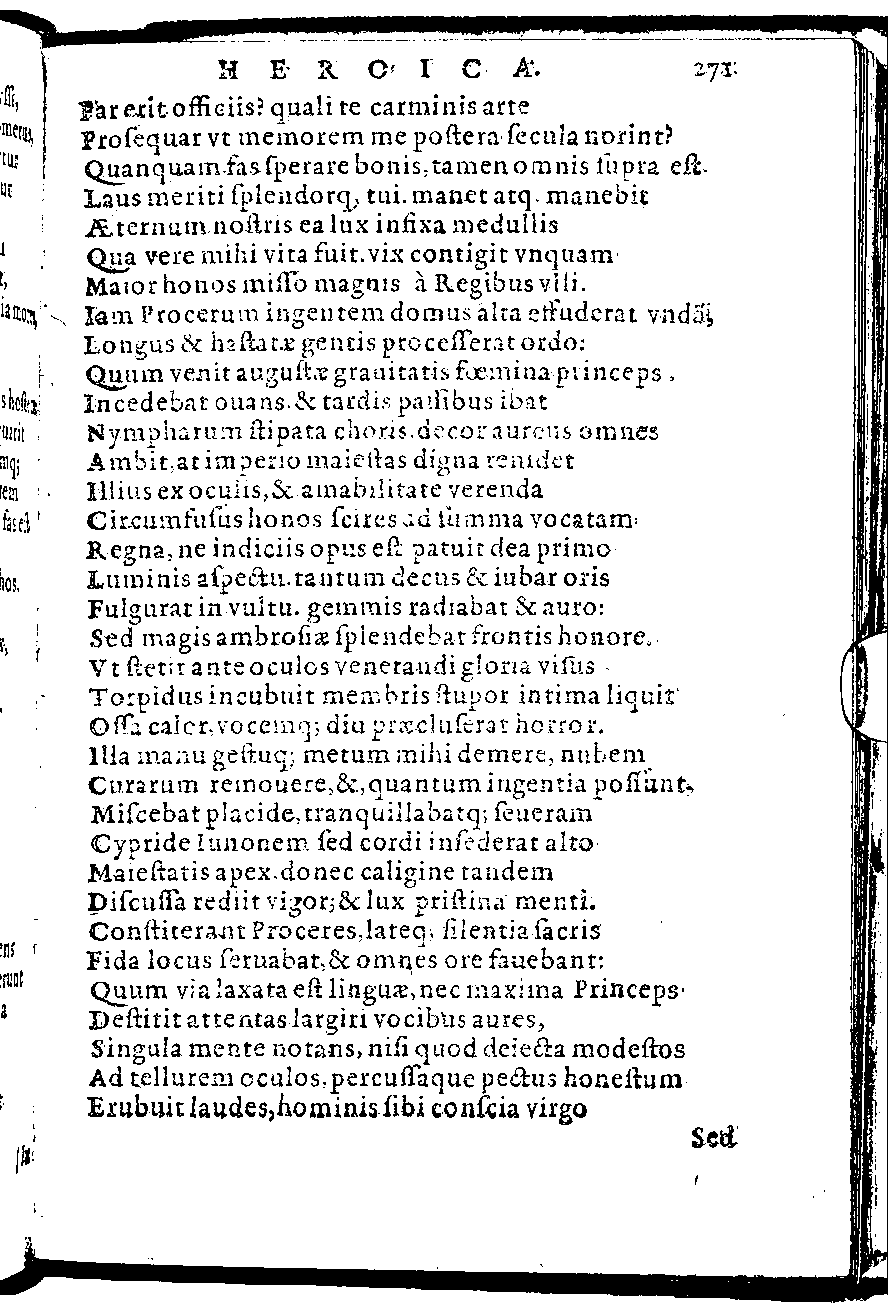 HEROICA. 271.
Par erit officiis? quali te carminis arte
Prosequar vt memorem me postera secula norint?
Quanquam fas sperare bonis, tamen omnis supra est.
Laus meriti splendorq; tui. manet atq. manebit
Æternum nostris ea lux infixa medullis
Qua vere mihi vita fuit. vix contigit vnquam
Maior honos misso magnis à Regibus vlli.
Iam Procerum ingentem domus alta effuderat vndā,
Longus & hastatæ gentis processerat ordo:
Quum venit augustæ grauitatis fœmina princeps,
Incedebat ouans. & tardis passibus ibat
Nympharum stipata choris. decor aureus omnes
Ambit, at imperio maiestas digna renidet
Illius ex oculis, & amabilitate verenda
Circumfusus honos scires ad summa vocatam
Regna, ne indiciis opus est patuit dea primo
Luminis aspectu. tantum decus & iubar oris
Fulgurat in vultu. gemmis radiabat & auro:
Sed magis ambrosiæ splendebat frontis honore.
Vt stetit ante oculos venerandi gloria visus
Torpidus incubuit membris stupor intima liquit
Ossa calor, vocemq; diu præcluserat horror.
Illa manu gestuq; metum mihi demere, nubem
Curarum remouere, &, quantum ingentia possunt,
Miscebat placide, tranquillabatq; seueram
Cypride Iunonem sed cordi insederat alto
Maiestatis apex. donec caligine tandem
Discussa rediit vigor; & lux pristina menti.
Constiterant Proceres, lateq; silentia sacris
Fida locus seruabat, & omnes ore fauebant:
Quum via laxata est linguæ, nec maxima Princeps
Destitit attentas largiri vocibus aures,
Singula mente notans, nisi quod deiecta modestos
Ad tellurem oculos, percussaque pectus honestum
Erubuit laudes, hominis sibi conscia virgo
Sed